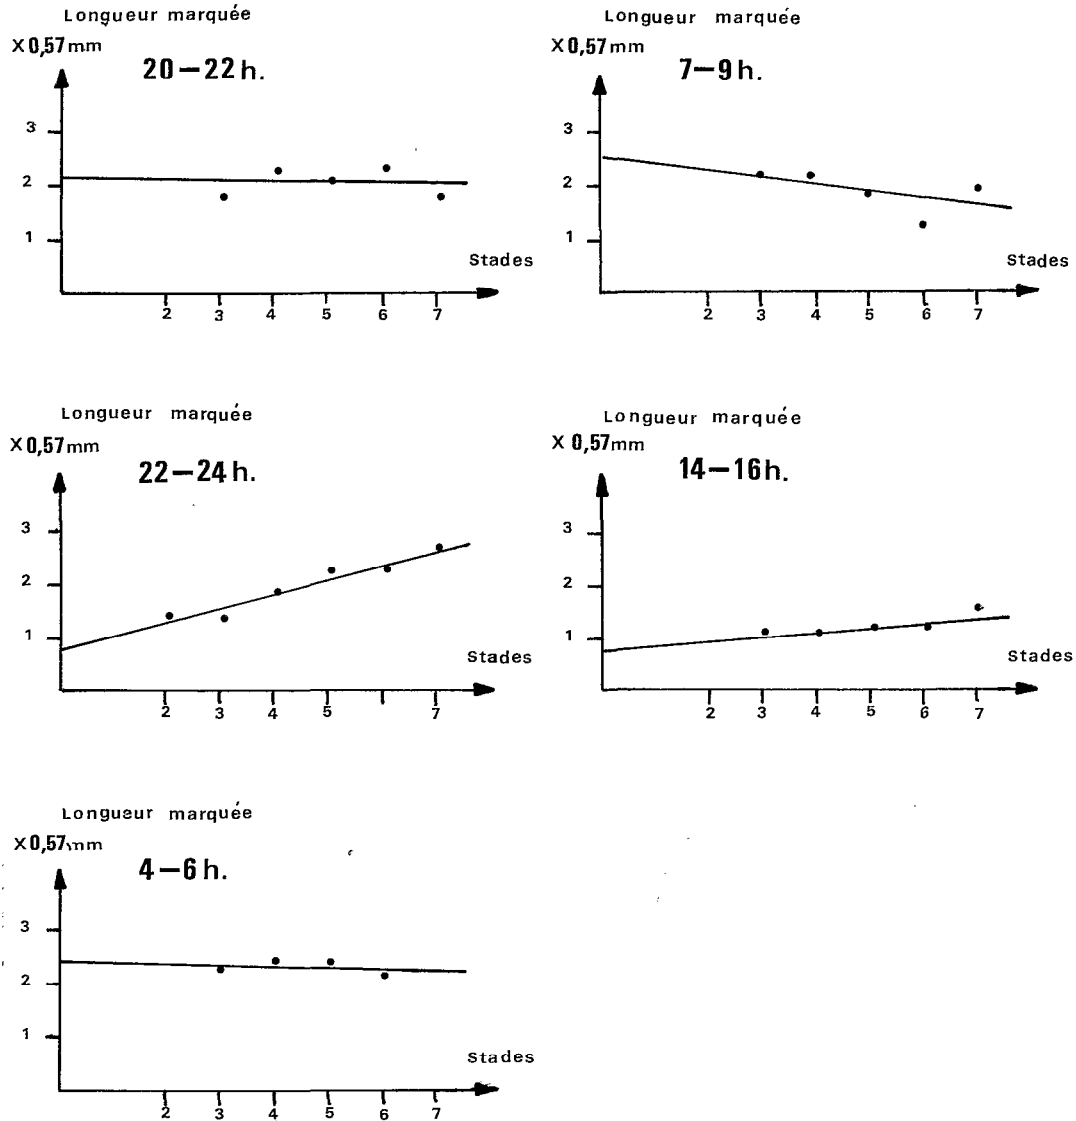 Longueur marquée
X 0,57 mm
20–22 h.
3
2
1
Stades
2 3 4 5 6 7
Longueur marquée
X 0,57 mm
7–9 h.
3
2
1
Stades
2 3 4 5 6 7
Longueur marquée
X 0,57 mm
22–24 h.
3
2
1
Stades
2 3 4 5 7
Longueur marquée
X 0,57 mm
14–16 h.
3
2
1
Stades
2 3 4 5 6 7
Longueur marquée
X 0,57 mm
4–6 h.
3
2
1
Stades
2 3 4 5 6 7